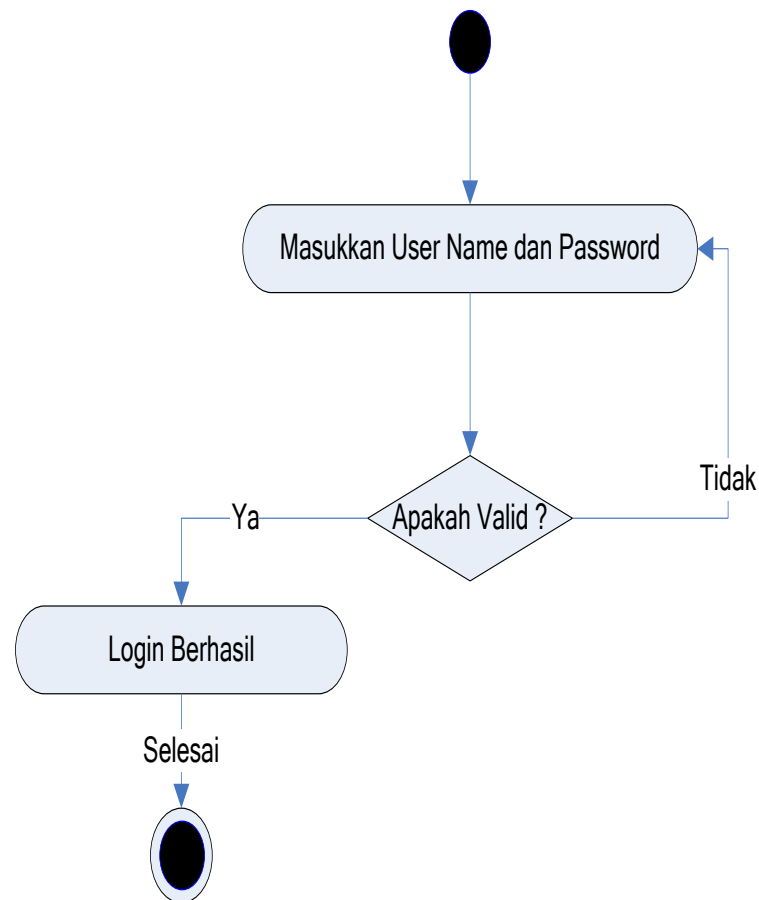 Masukkan User Name dan Password
Apakah Valid ?
Tidak
Ya
Login Berhasil
Selesai